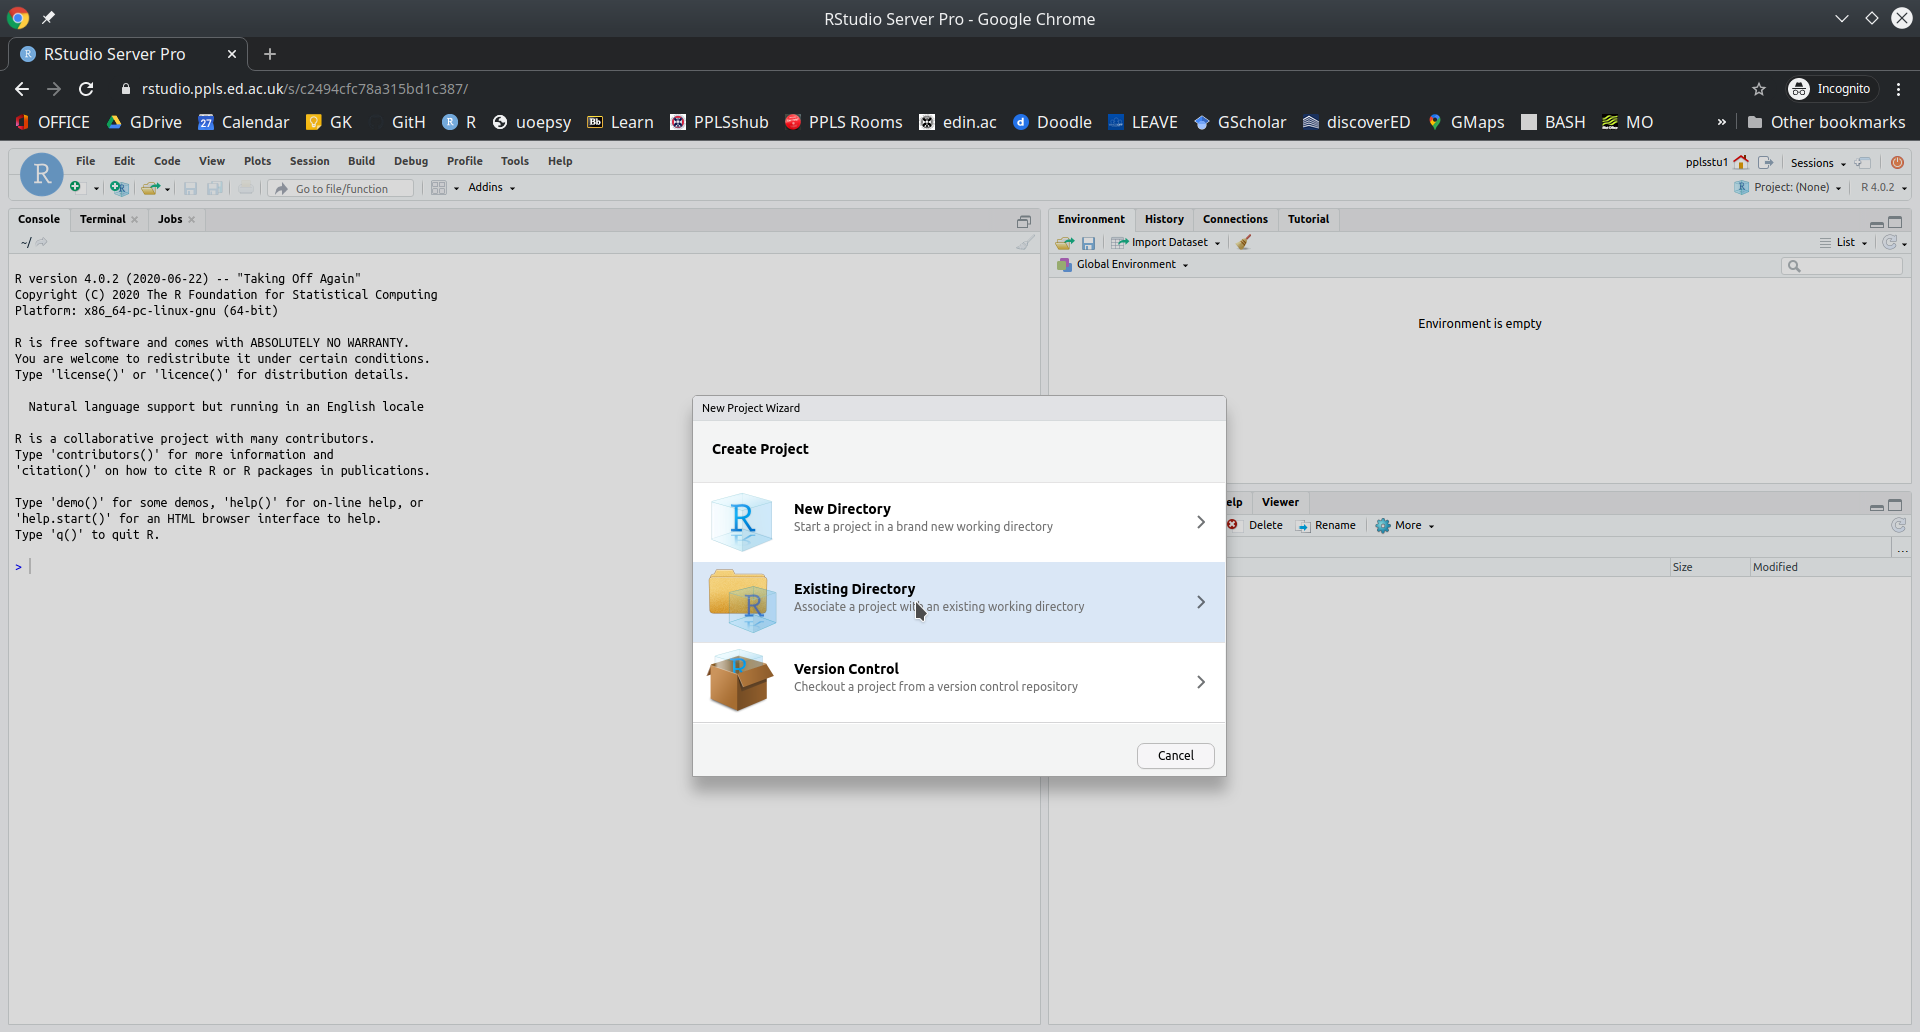 RStudio Server Pro - Google Chrome
RStudio Server Pro
rstudio.ppls.ed.ac.uk/s/c2494cfc78a315bd1c387/
Incognito
OFFICE GDrive 27 Calendar GK GitH R uoepsy Bb Learn PPLSshub PPLS Rooms edin.ac d Doodle LEAVE GScholar discoverED GMaps BASH MO » Other bookmarks
R
File Edit Code View Plots Session Build Debug Profile Tools Help
pplsstu1 Sessions
Go to file/function Addins
Project: (None) R 4.0.2
Console Terminal Jobs
~/
R version 4.0.2 (2020-06-22) -- "Taking Off Again"
Copyright (C) 2020 The R Foundation for Statistical Computing
Platform: x86_64-pc-linux-gnu (64-bit)
R is free software and comes with ABSOLUTELY NO WARRANTY.
You are welcome to redistribute it under certain conditions.
Type 'license()' or 'licence()' for distribution details.
Natural language support but running in an English locale
R is a collaborative project with many contributors.
Type 'contributors()' for more information and
'citation()' on how to cite R or R packages in publications.
Type 'demo()' for some demos, 'help()' for on-line help, or
'help.start()' for an HTML browser interface to help.
Type 'q()' to quit R.
>
Environment History Connections Tutorial
Import Dataset List
Global Environment
Environment is empty
New Project Wizard
Create Project
R
New Directory
Start a project in a brand new working directory
R
Existing Directory
Associate a project with an existing working directory
Version Control
Checkout a project from a version control repository
Cancel
elp Viewer
Delete Rename More
...
Size Modified